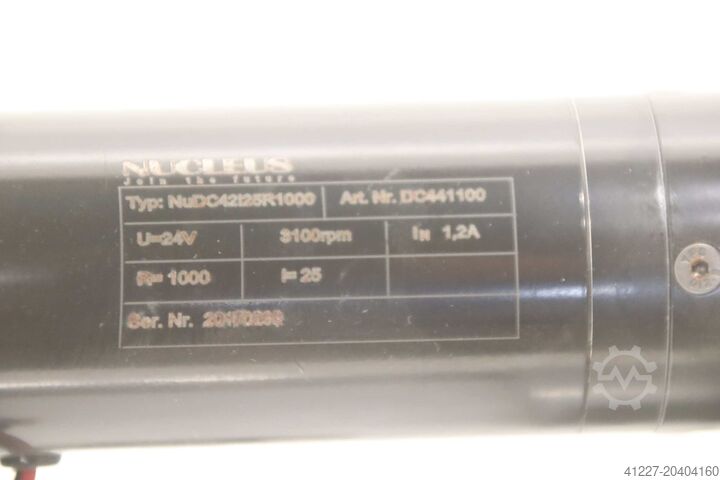 NUCLEUS
Join the future
Typ: NuDC42I25R1000 Art. Nr. DC441100
U=24V 3100rpm IN 1,2A
R= 1000 I= 25
Ser. Nr.
41227-20404160